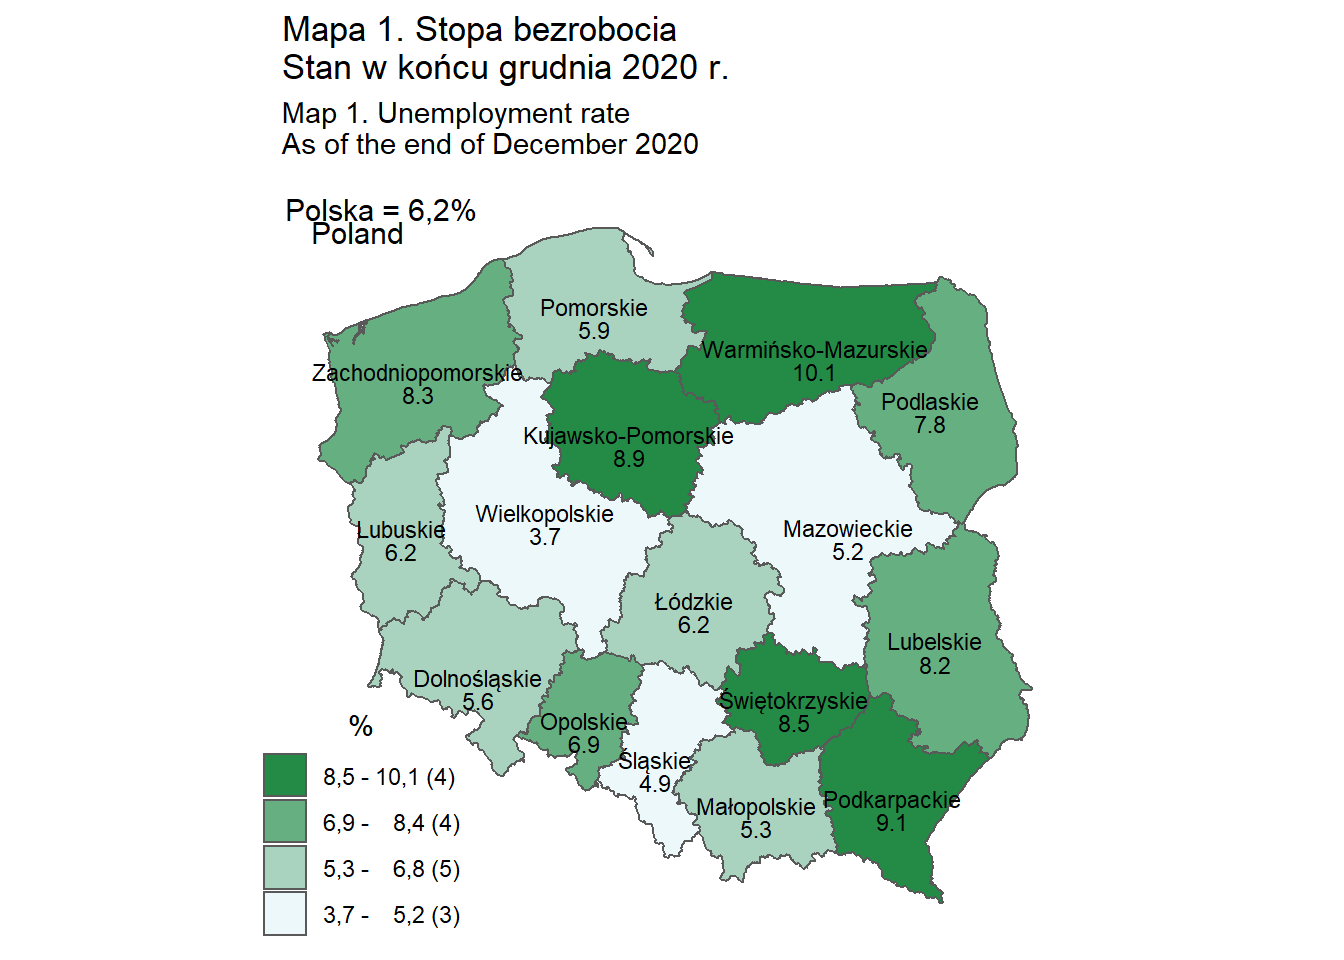 Mapa 1. Stopa bezrobocia
Stan w końcu grudnia 2020 r.
Map 1. Unemployment rate
As of the end of December 2020
Polska = 6,2%
Poland
Pomorskie
5.9
Warmińsko-Mazurskie
10.1
Zachodniopomorskie
8.3
Podlaskie
7.8
Kujawsko-Pomorskie
8.9
Wielkopolskie
3.7
Mazowieckie
5.2
Lubuskie
6.2
Łódzkie
6.2
Lubelskie
8.2
Dolnośląskie
5.6
Świętokrzyskie
8.5
Opolskie
6.9
Śląskie
4.9
Małopolskie
5.3
Podkarpackie
9.1
%
8,5 - 10,1 (4)
6,9 - 8,4 (4)
5,3 - 6,8 (5)
3,7 - 5,2 (3)